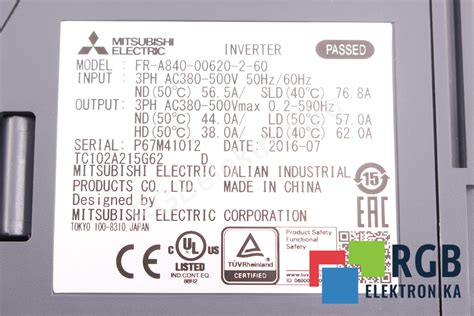 MITSUBISHI
ELECTRIC
INVERTER
PASSED
MODEL : FR-A840-00620-2-60
INPUT : 3PH AC380-500V 50Hz/60Hz
ND(50℃) 56.5A/ SLD(40℃) 76.8A
OUTPUT: 3PH AC380-500Vmax 0.2-590Hz
ND(50℃) 44.0A/ LD(50℃) 57.0A
HD(50℃) 38.0A/ SLD(40℃) 62.0A
SERIAL: P67M41012 DATE: 2016-07
TC102A215G62 D
MITSUBISHI ELECTRIC DALIAN INDUSTRIAL
PRODUCTS CO. LTD. MADE IN CHINA
Designed by
MITSUBISHI ELECTRIC CORPORATION
TOKYO 100-8310, JAPAN
15
EAC
CE
c UL us
LISTED
IND.CONT.EQ.
TÜVRheinland
CERTIFIED
Product Safety
Functional
Safety
RGB
ELEKTRONIKA